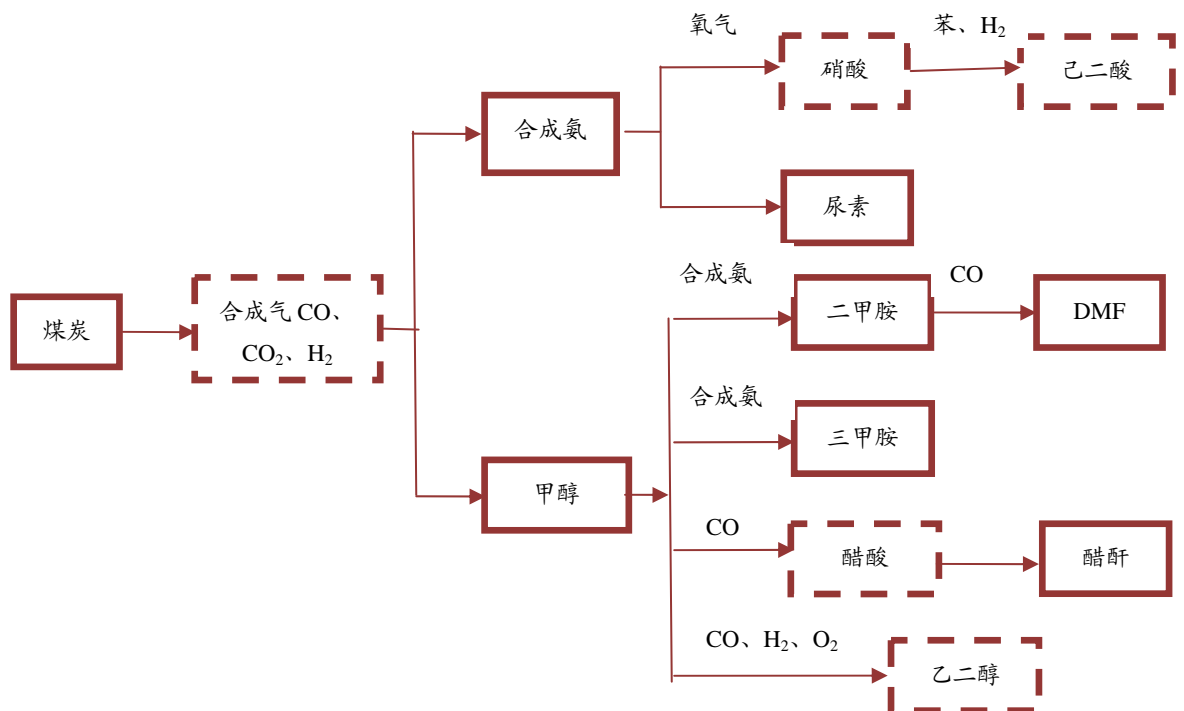 氧气
苯、H₂
硝酸
己二酸
合成氨
尿素
合成氨
CO
二甲胺
DMF
煤炭
合成气 CO、
CO₂、H₂
合成氨
三甲胺
甲醇
CO
醋酸
醋酐
CO、H₂、O₂
乙二醇